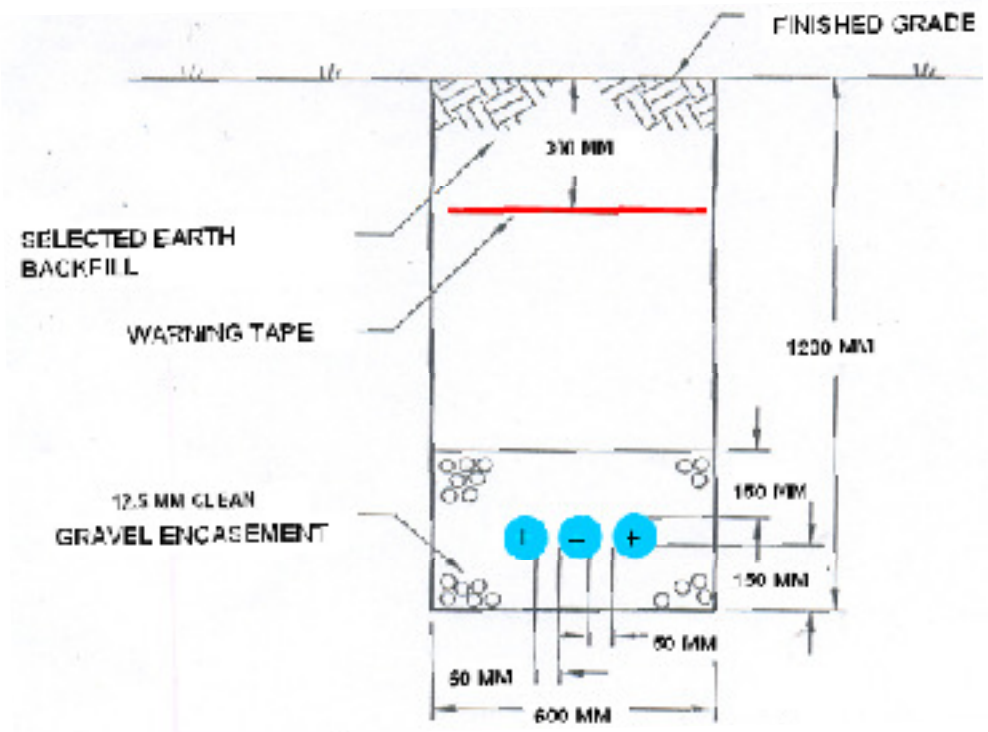 FINISHED GRADE
300 MM
SELECTED EARTH
BACKFILL
WARNING TAPE
1200 MM
12.5 MM CLEAN
GRAVEL ENCASEMENT
150 MM
–
+
150 MM
50 MM
50 MM
600 MM